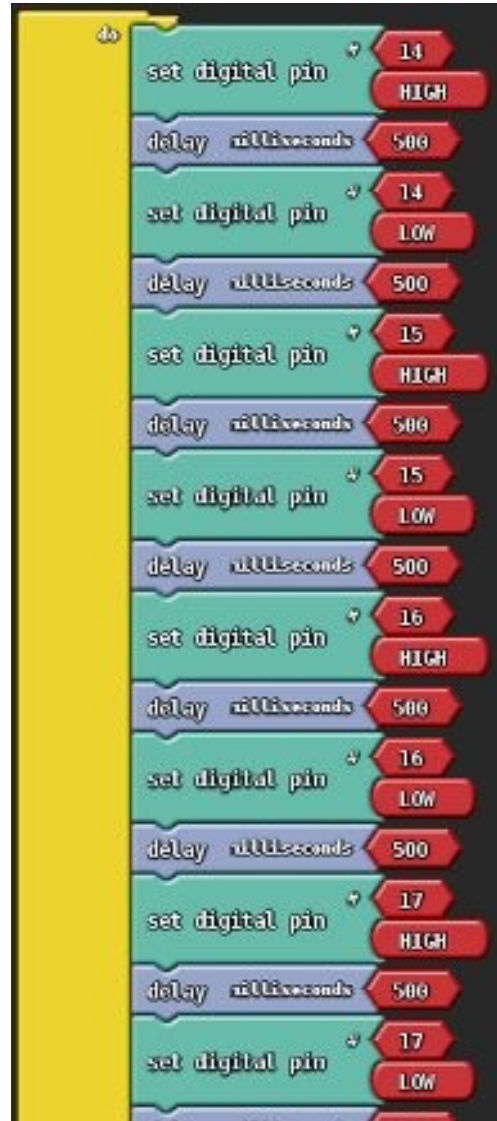 do
set digital pin # 14
HIGH
delay milliseconds 500
set digital pin # 14
LOW
delay milliseconds 500
set digital pin # 15
HIGH
delay milliseconds 500
set digital pin # 15
LOW
delay milliseconds 500
set digital pin # 16
HIGH
delay milliseconds 500
set digital pin # 16
LOW
delay milliseconds 500
set digital pin # 17
HIGH
delay milliseconds 500
set digital pin # 17
LOW